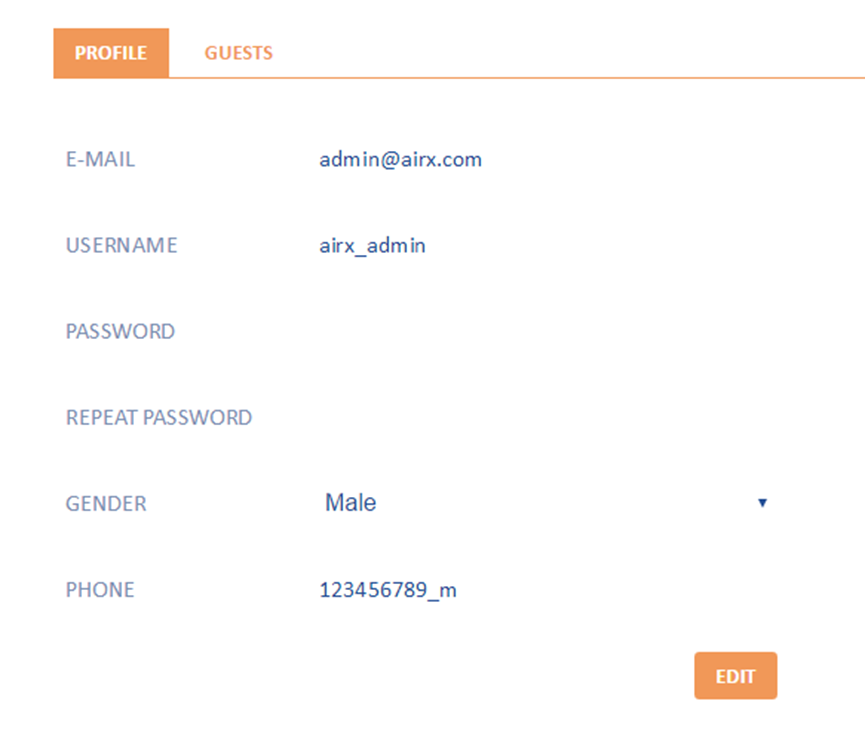 PROFILE GUESTS
E-MAIL admin@airx.com
USERNAME airx_admin
PASSWORD
REPEAT PASSWORD
GENDER Male
PHONE 123456789_m
EDIT